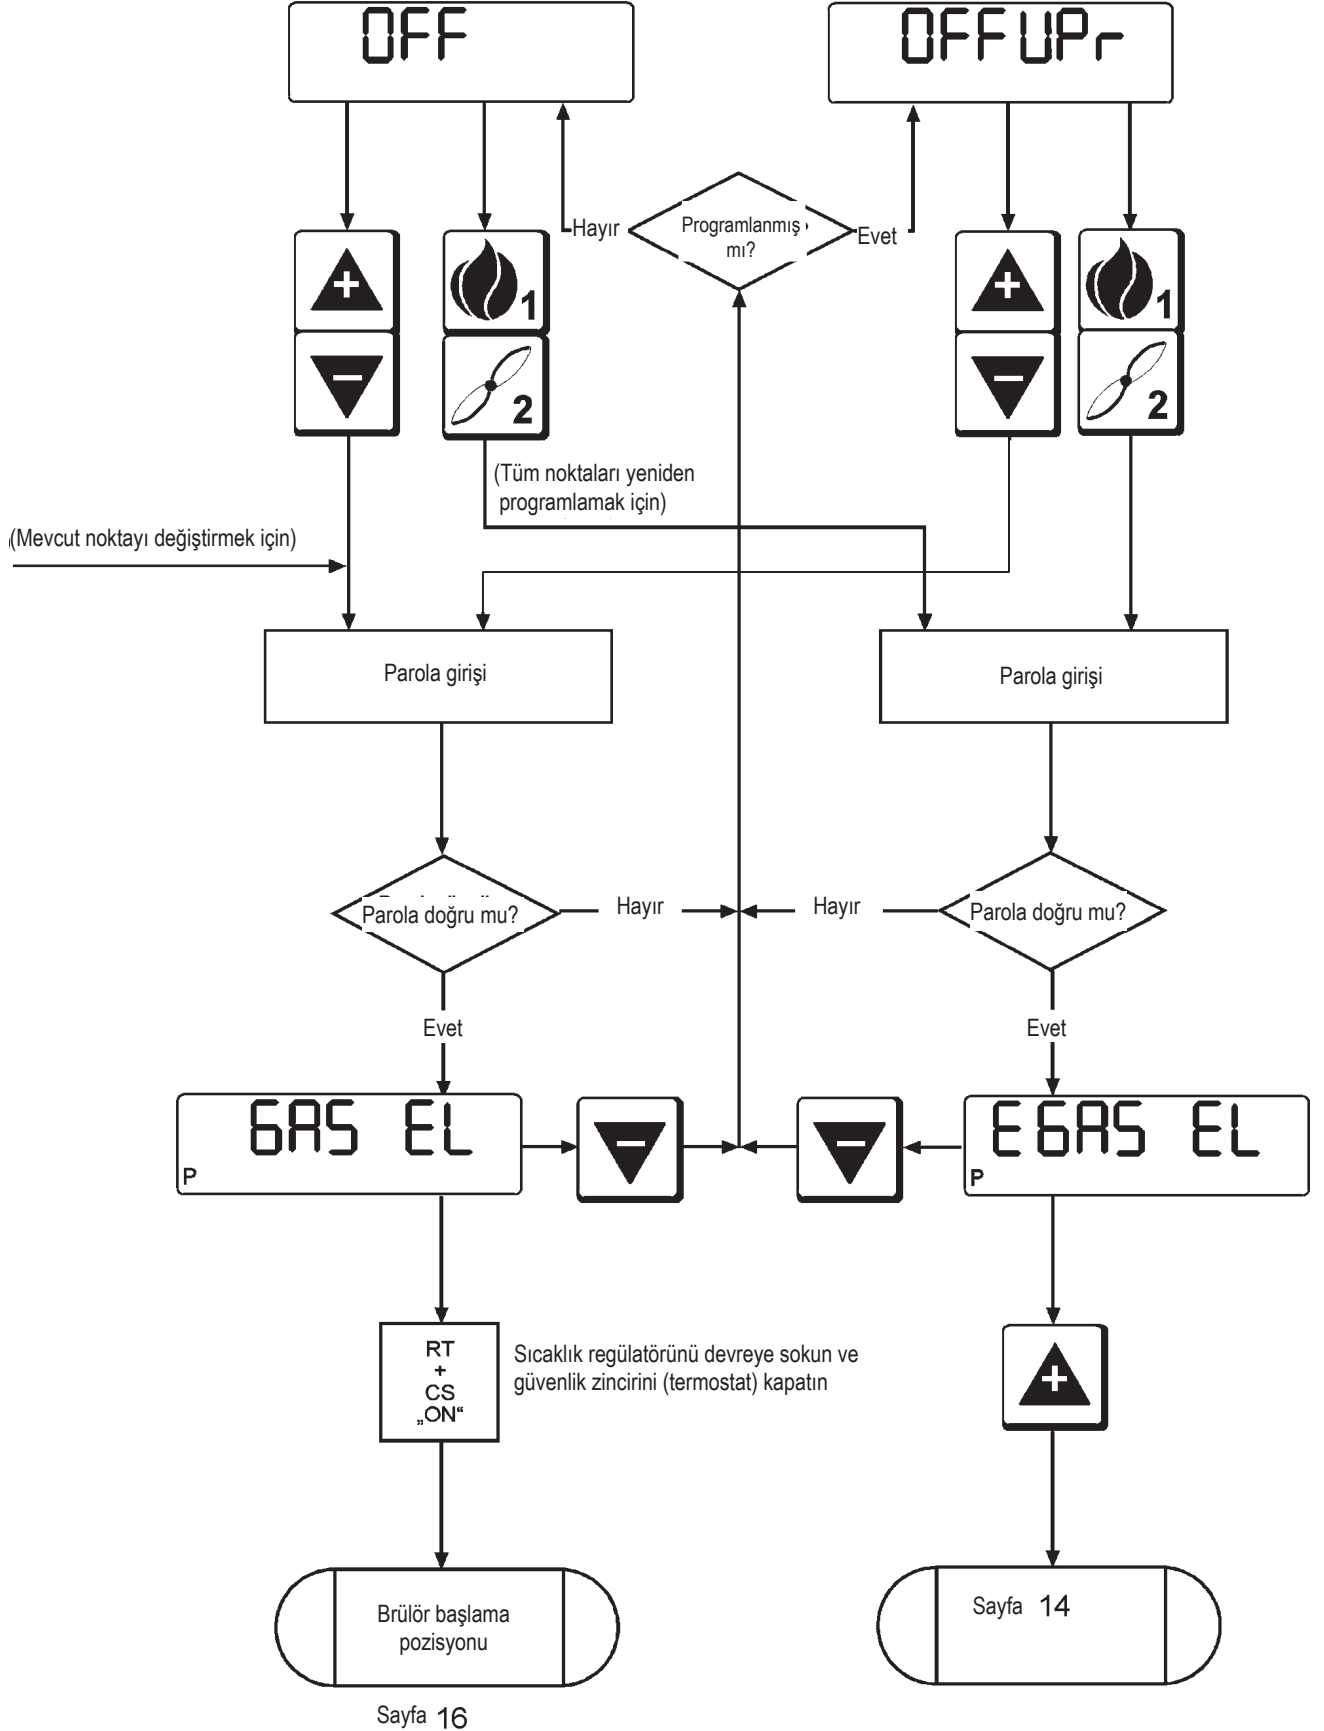 OFF
OFF UPr
Hayır
Programlanmış
mı?
Evet
+
+
1
1
−
−
2
2
(Tüm noktaları yeniden
programlamak için)
(Mevcut noktayı değiştirmek için)
Parola girişi
Parola girişi
Parola doğru mu?
Hayır
Hayır
Parola doğru mu?
Evet
Evet
GAS EL
P
−
−
E GAS EL
P
RT
+
CS
„ON“
Sıcaklık regülatörünü devreye sokun ve
güvenlik zincirini (termostat) kapatın
+
Brülör başlama
pozisyonu
Sayfa 14
Sayfa 16